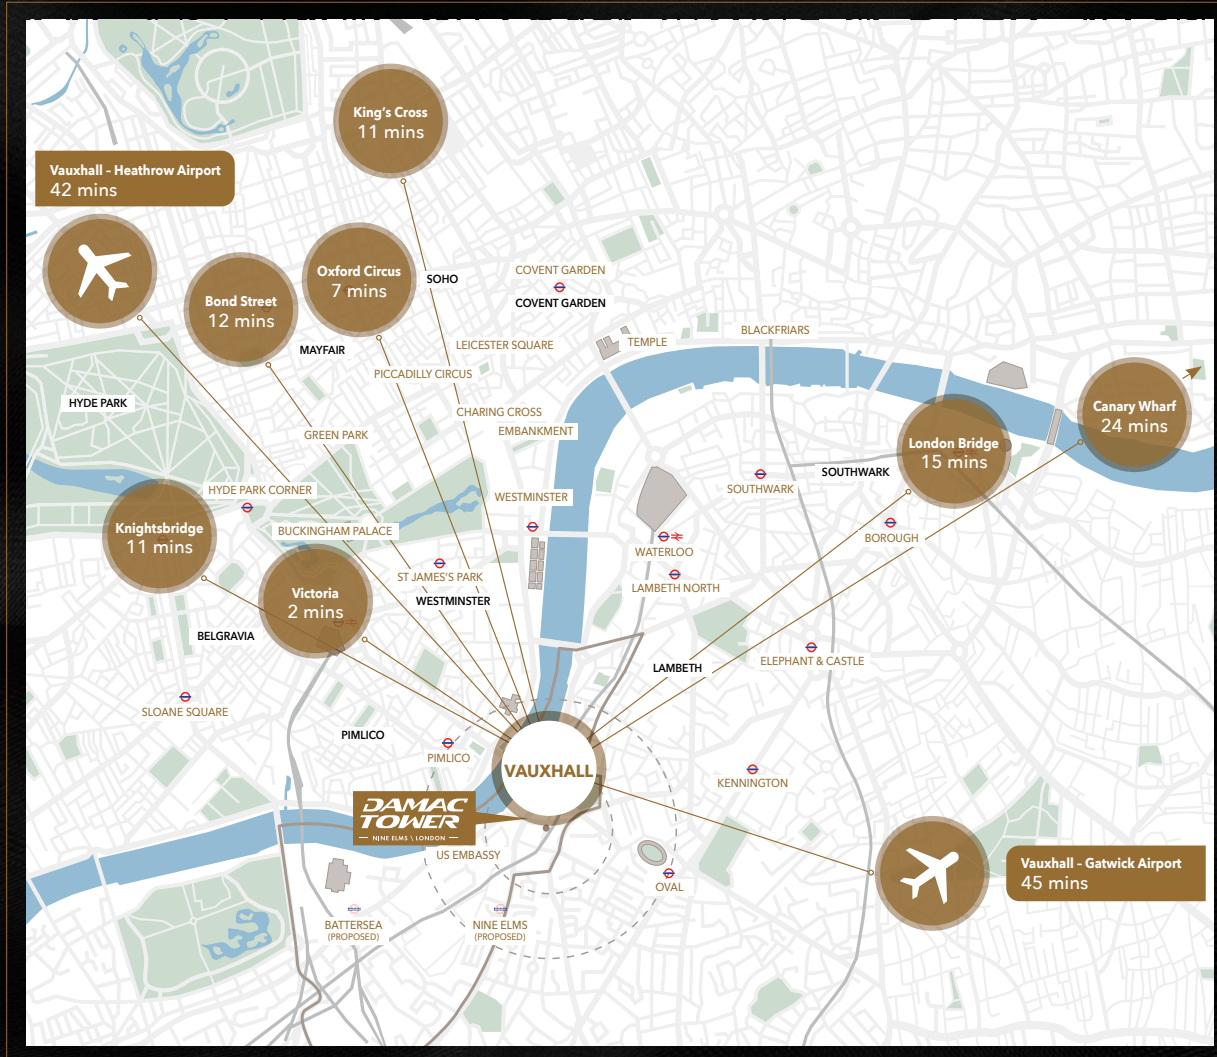 King's Cross
11 mins
Vauxhall - Heathrow Airport
42 mins
Oxford Circus
7 mins
Bond Street
12 mins
SOHO
COVENT GARDEN
COVENT GARDEN
MAYFAIR
LEICESTER SQUARE
TEMPLE
BLACKFRIARS
PICCADILLY CIRCUS
HYDE PARK
CHARING CROSS
EMBANKMENT
GREEN PARK
Canary Wharf
24 mins
London Bridge
15 mins
SOUTHWARK
SOUTHWARK
HYDE PARK CORNER
WESTMINSTER
Knightsbridge
11 mins
BUCKINGHAM PALACE
BOROUGH
WATERLOO
ST JAMES'S PARK
LAMBETH NORTH
Victoria
2 mins
WESTMINSTER
BELGRAVIA
LAMBETH
ELEPHANT & CASTLE
SLOANE SQUARE
PIMLICO
PIMLICO
VAUXHALL
KENNINGTON
DAMAC
TOWER
NINE ELMS \ LONDON
US EMBASSY
Vauxhall - Gatwick Airport
45 mins
OVAL
BATTERSEA
(PROPOSED)
NINE ELMS
(PROPOSED)